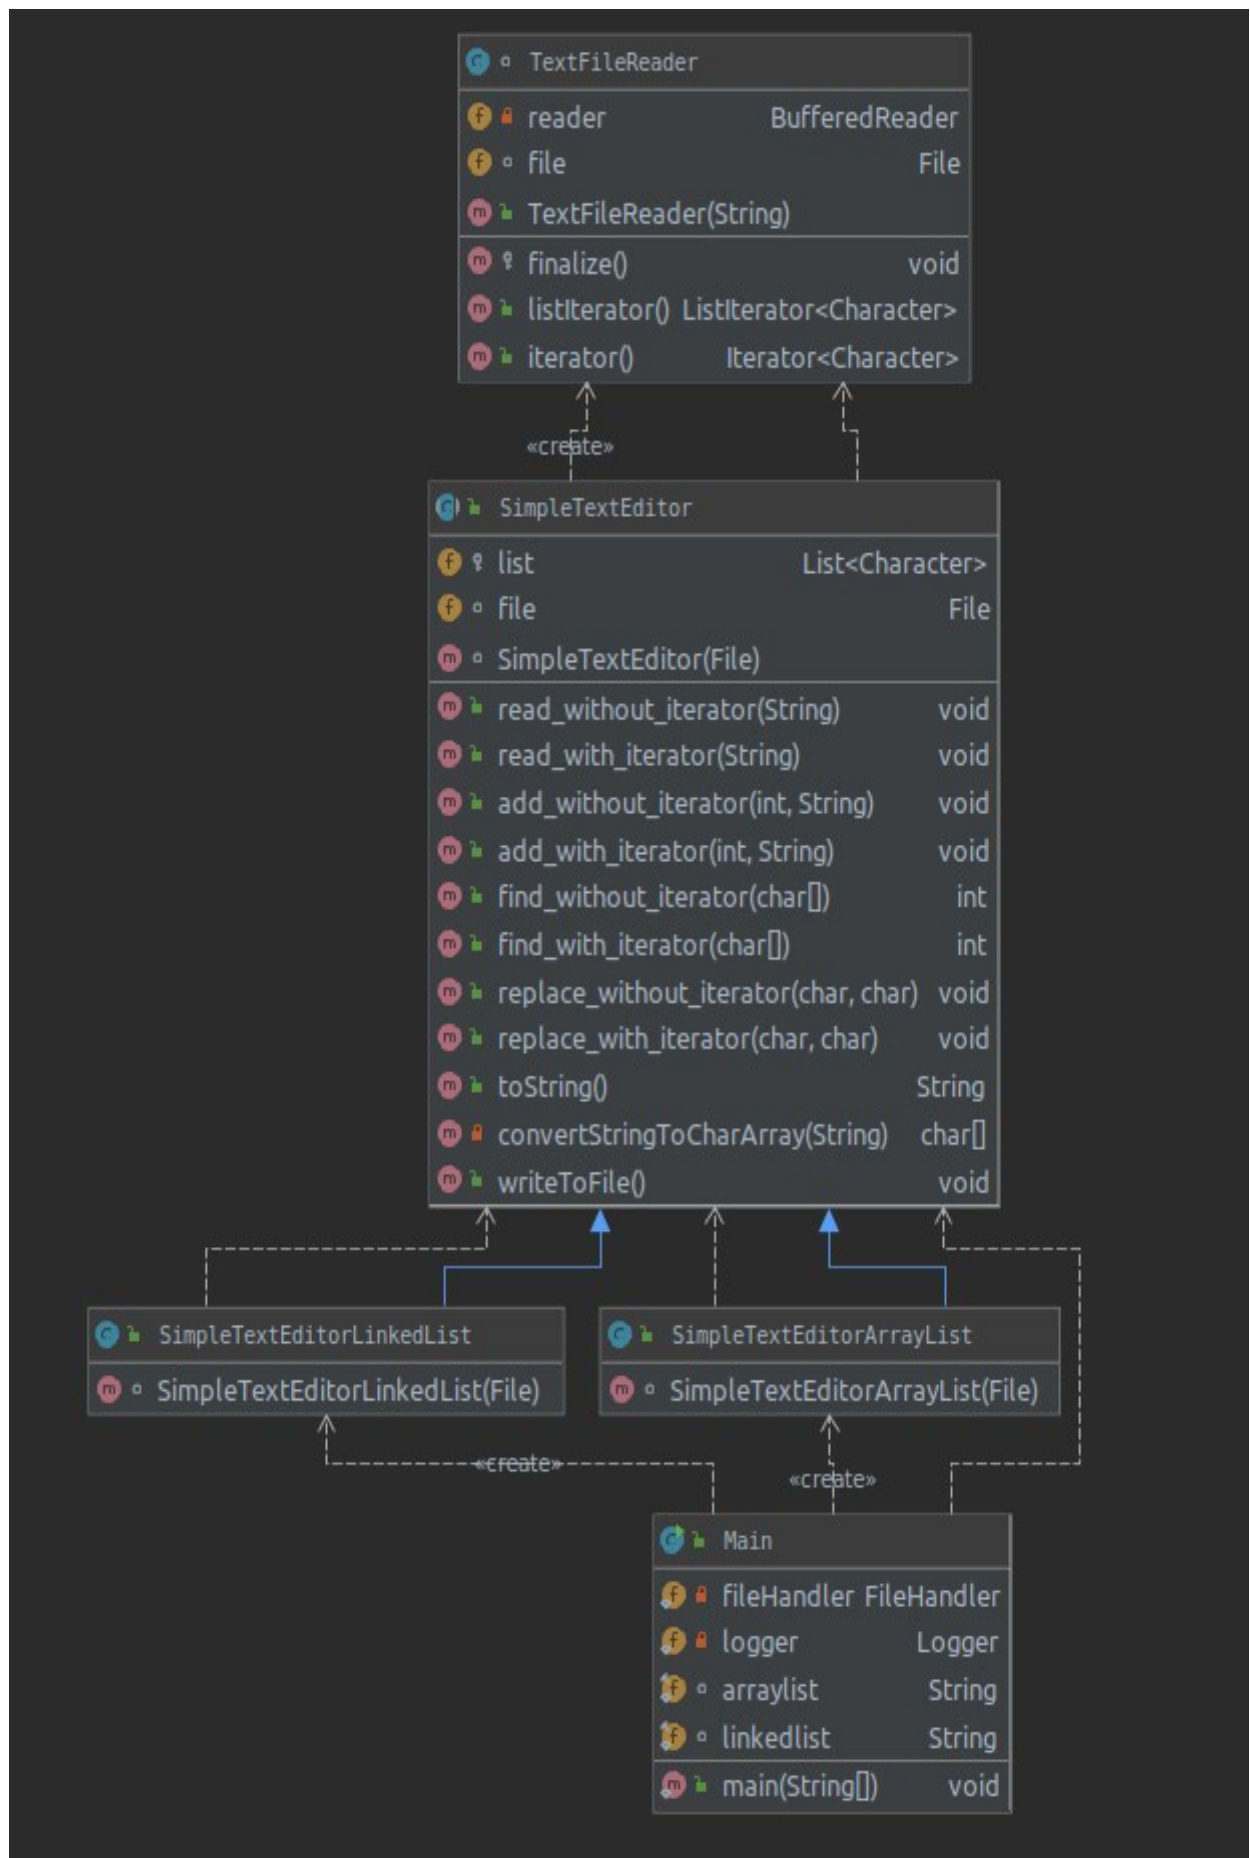 TextFileReader
reader BufferedReader
file File
TextFileReader(String)
finalize() void
listIterator() ListIterator<Character>
iterator() Iterator<Character>
«create»
SimpleTextEditor
list List<Character>
file File
SimpleTextEditor(File)
read_without_iterator(String) void
read_with_iterator(String) void
add_without_iterator(int, String) void
add_with_iterator(int, String) void
find_without_iterator(char[]) int
find_with_iterator(char[]) int
replace_without_iterator(char, char) void
replace_with_iterator(char, char) void
toString() String
convertStringToCharArray(String) char[]
writeToFile() void
SimpleTextEditorLinkedList
SimpleTextEditorLinkedList(File)
SimpleTextEditorArrayList
SimpleTextEditorArrayList(File)
«create»
«create»
Main
fileHandler FileHandler
logger Logger
arraylist String
linkedlist String
main(String[]) void